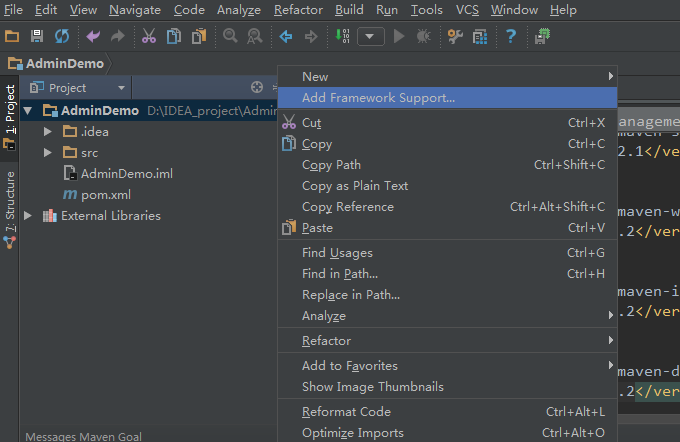 File Edit View Navigate Code Analyze Refactor Build Run Tools VCS Window Help
AdminDemo
1: Project
7: Structure
Project
AdminDemo D:\IDEA_project\Admin
.idea
src
AdminDemo.iml
pom.xml
External Libraries
New
Add Framework Support...
Cut Ctrl+X
Copy Ctrl+C
Copy Path Ctrl+Shift+C
Copy as Plain Text
Copy Reference Ctrl+Alt+Shift+C
Paste Ctrl+V
Find Usages Ctrl+G
Find in Path... Ctrl+H
Replace in Path...
Analyze
Refactor
Add to Favorites
Show Image Thumbnails
Reformat Code Ctrl+Alt+L
Optimize Imports Ctrl+Alt+O
anageme
maven-s
2.1</ver
maven-w
.2</ver
maven-i
.2</ver
maven-d
.2</ver
Messages Maven Goal